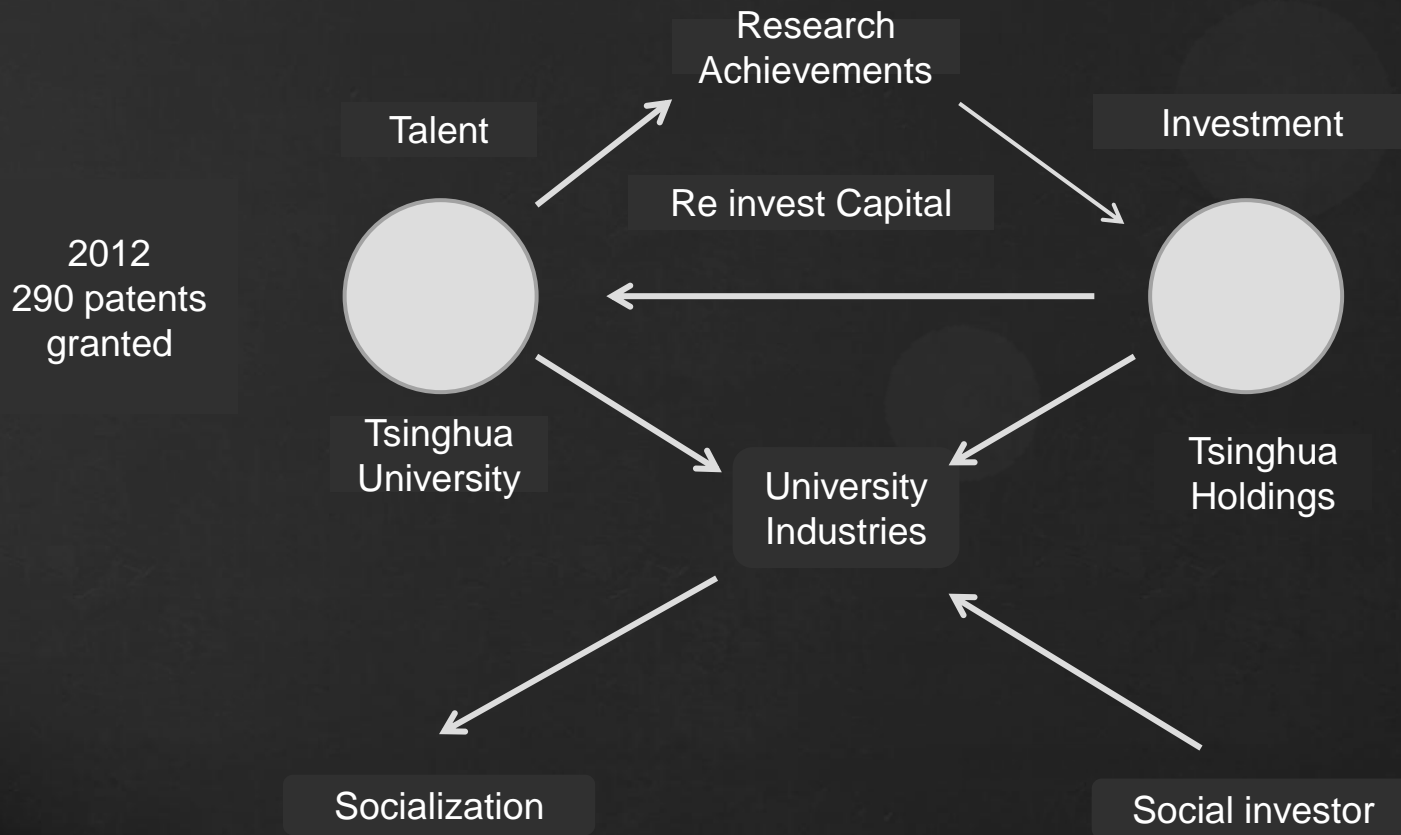 Research
Achievements
Talent
Investment
Re invest Capital
2012
290 patents
granted
Tsinghua
University
Tsinghua
Holdings
University
Industries
Socialization
Social investor